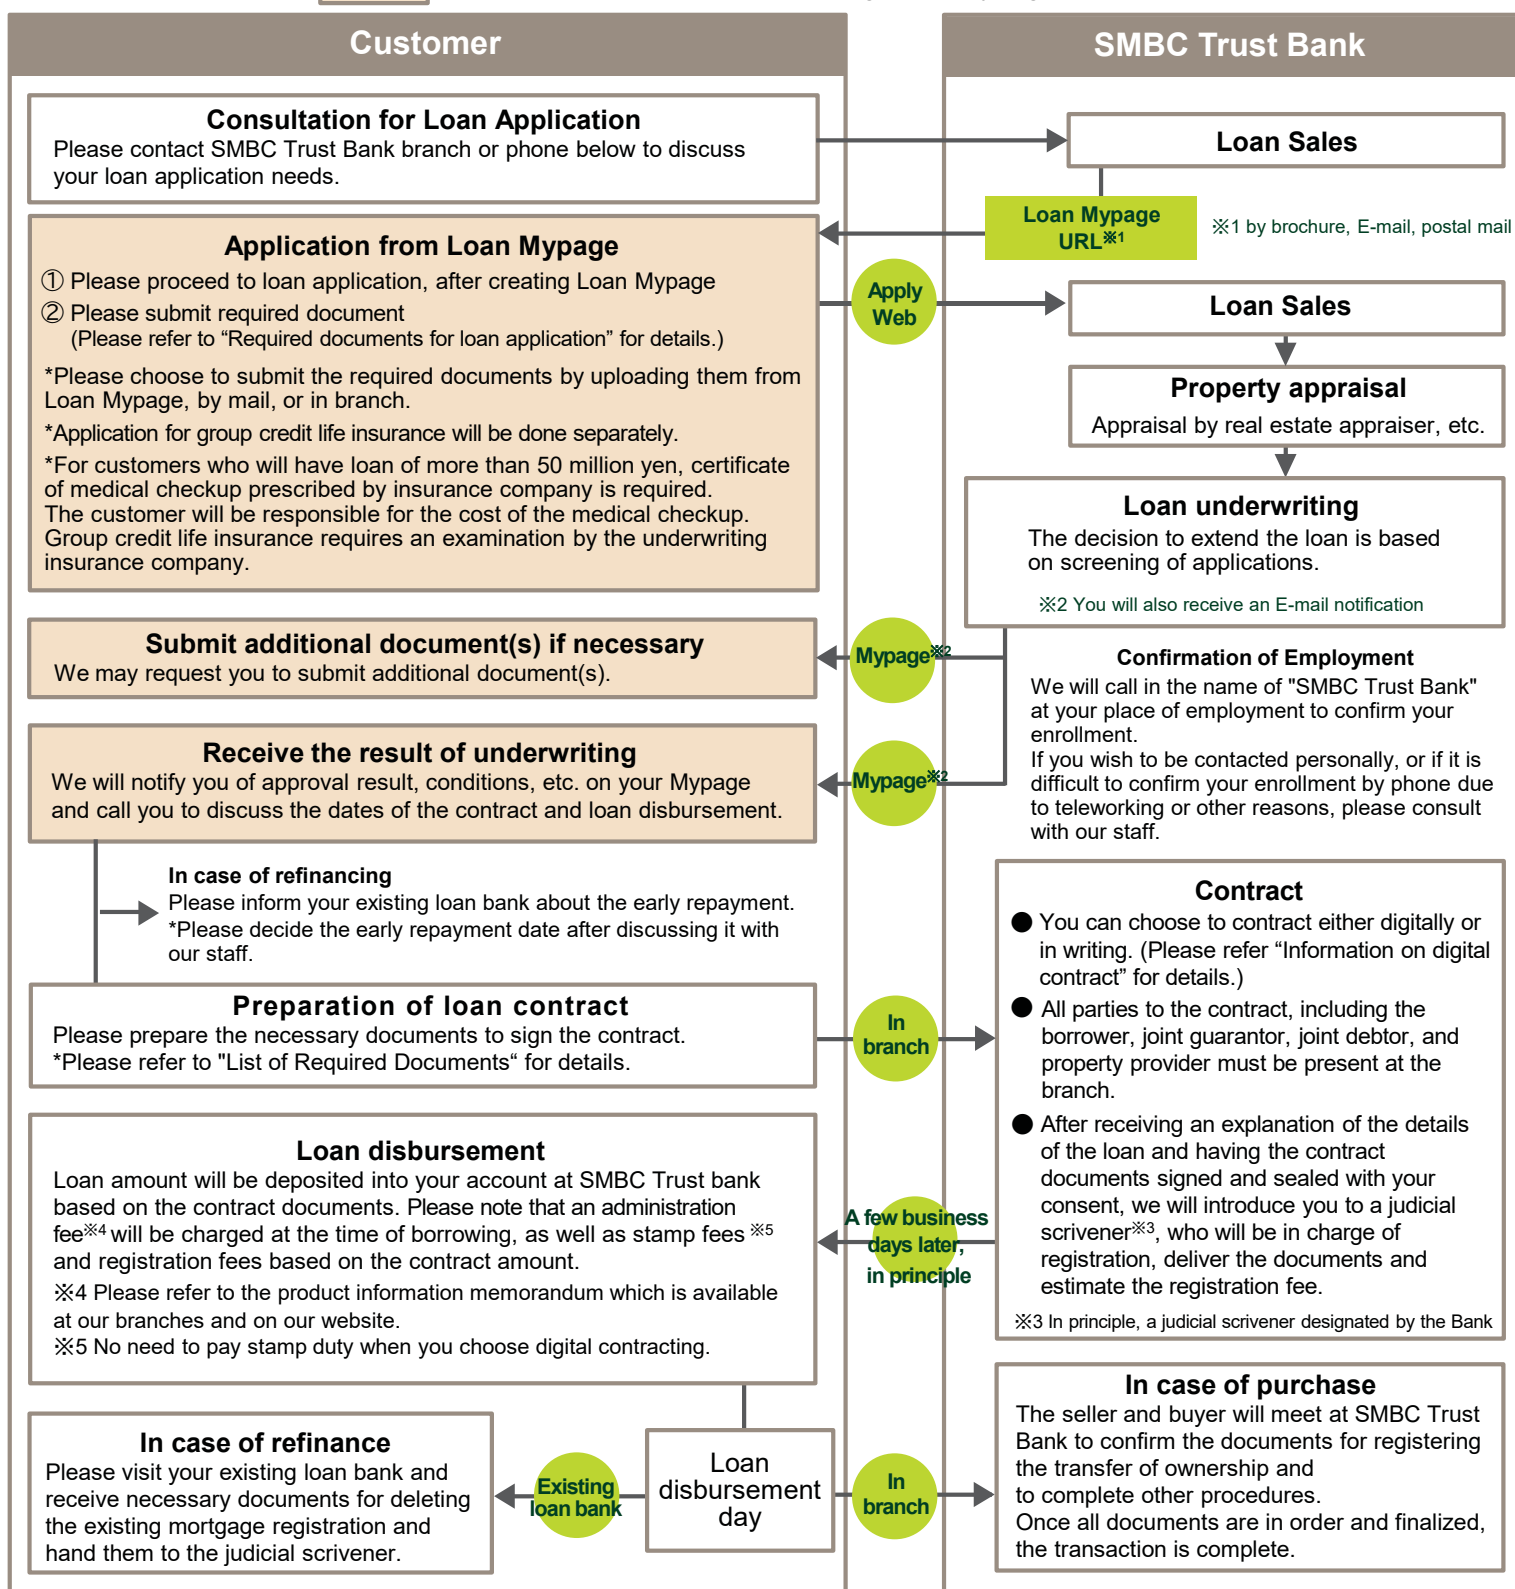 Customer
SMBC Trust Bank
Consultation for Loan Application
Please contact SMBC Trust Bank branch or phone below to discuss
your loan application needs.
Loan Sales
Loan Mypage
URL※1
※1 by brochure, E-mail, postal mail
Application from Loan Mypage
① Please proceed to loan application, after creating Loan Mypage
② Please submit required document
(Please refer to “Required documents for loan application” for details.)
*Please choose to submit the required documents by uploading them from
Loan Mypage, by mail, or in branch.
*Application for group credit life insurance will be done separately.
*For customers who will have loan of more than 50 million yen, certificate
of medical checkup prescribed by insurance company is required.
The customer will be responsible for the cost of the medical checkup.
Group credit life insurance requires an examination by the underwriting
insurance company.
Apply
Web
Loan Sales
Property appraisal
Appraisal by real estate appraiser, etc.
Loan underwriting
The decision to extend the loan is based
on screening of applications.
※2 You will also receive an E-mail notification
Submit additional document(s) if necessary
We may request you to submit additional document(s).
Mypage※2
Confirmation of Employment
We will call in the name of "SMBC Trust Bank"
at your place of employment to confirm your
enrollment.
If you wish to be contacted personally, or if it is
difficult to confirm your enrollment by phone due
to teleworking or other reasons, please consult
with our staff.
Receive the result of underwriting
We will notify you of approval result, conditions, etc. on your Mypage
and call you to discuss the dates of the contract and loan disbursement.
Mypage※2
In case of refinancing
Please inform your existing loan bank about the early repayment.
*Please decide the early repayment date after discussing it with
our staff.
Preparation of loan contract
Please prepare the necessary documents to sign the contract.
*Please refer to "List of Required Documents“ for details.
In
branch
Contract
● You can choose to contract either digitally or
in writing. (Please refer “Information on digital
contract” for details.)
● All parties to the contract, including the
borrower, joint guarantor, joint debtor, and
property provider must be present at the
branch.
● After receiving an explanation of the details
of the loan and having the contract
documents signed and sealed with your
consent, we will introduce you to a judicial
scrivener※3, who will be in charge of
registration, deliver the documents and
estimate the registration fee.
※3 In principle, a judicial scrivener designated by the Bank
A few business
days later,
in principle
Loan disbursement
Loan amount will be deposited into your account at SMBC Trust bank
based on the contract documents. Please note that an administration
fee※4 will be charged at the time of borrowing, as well as stamp fees ※5
and registration fees based on the contract amount.
※4 Please refer to the product information memorandum which is available
at our branches and on our website.
※5 No need to pay stamp duty when you choose digital contracting.
In case of refinance
Please visit your existing loan bank and
receive necessary documents for deleting
the existing mortgage registration and
hand them to the judicial scrivener.
Existing
loan bank
Loan
disbursement
day
In
branch
In case of purchase
The seller and buyer will meet at SMBC Trust
Bank to confirm the documents for registering
the transfer of ownership and
to complete other procedures.
Once all documents are in order and finalized,
the transaction is complete.